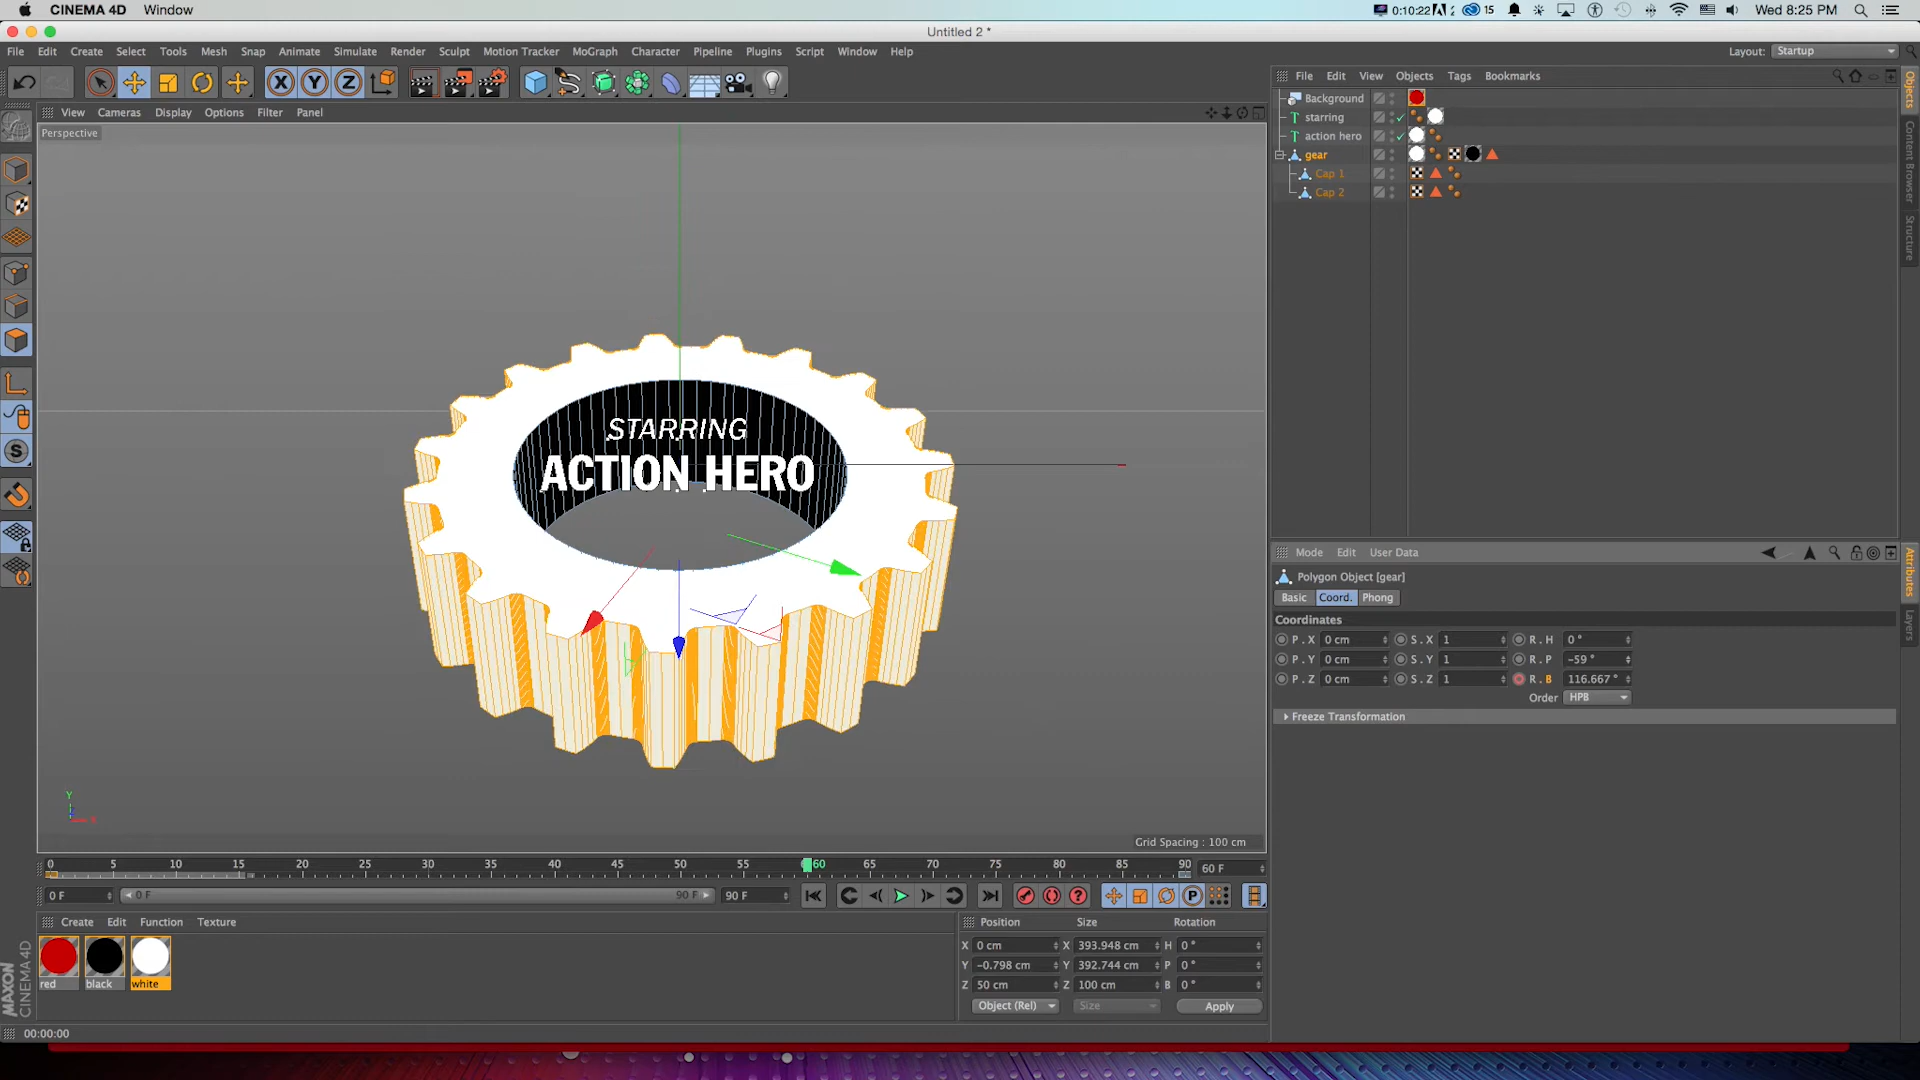 CINEMA 4D Window
0:10:22 2 15 Wed 8:25 PM
Untitled 2 *
File Edit Create Select Tools Mesh Snap Animate Simulate Render Sculpt Motion Tracker MoGraph Character Pipeline Plugins Script Window Help
Layout: Startup
X Y Z
View Cameras Display Options Filter Panel
Perspective
STARRING
ACTION HERO
Y
X
Grid Spacing : 100 cm
File Edit View Objects Tags Bookmarks
Background
starring
action hero
gear
Cap 1
Cap 2
Objects
Content Browser
Structure
Mode Edit User Data
Polygon Object [gear]
Basic Coord. Phong
Coordinates
P . X 0 cm S . X 1 R . H 0 °
P . Y 0 cm S . Y 1 R . P -59 °
P . Z 0 cm S . Z 1 R . B 116.667 °
Order HPB
Freeze Transformation
Attributes
Layers
0 5 10 15 20 25 30 35 40 45 50 55 60 65 70 75 80 85 90 60 F
0 F 0 F 90 F 90 F
Create Edit Function Texture
red black white
Position Size Rotation
X 0 cm X 393.948 cm H 0 °
Y -0.798 cm Y 392.744 cm P 0 °
Z 50 cm Z 100 cm B 0 °
Object (Rel) Size Apply
MAXON
CINEMA 4D
00:00:00